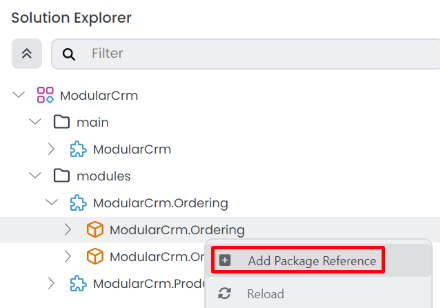 Solution Explorer
Filter
ModularCrm
main
ModularCrm
modules
ModularCrm.Ordering
ModularCrm.Ordering
ModularCrm.Or
Add Package Reference
ModularCrm.Produ
Reload